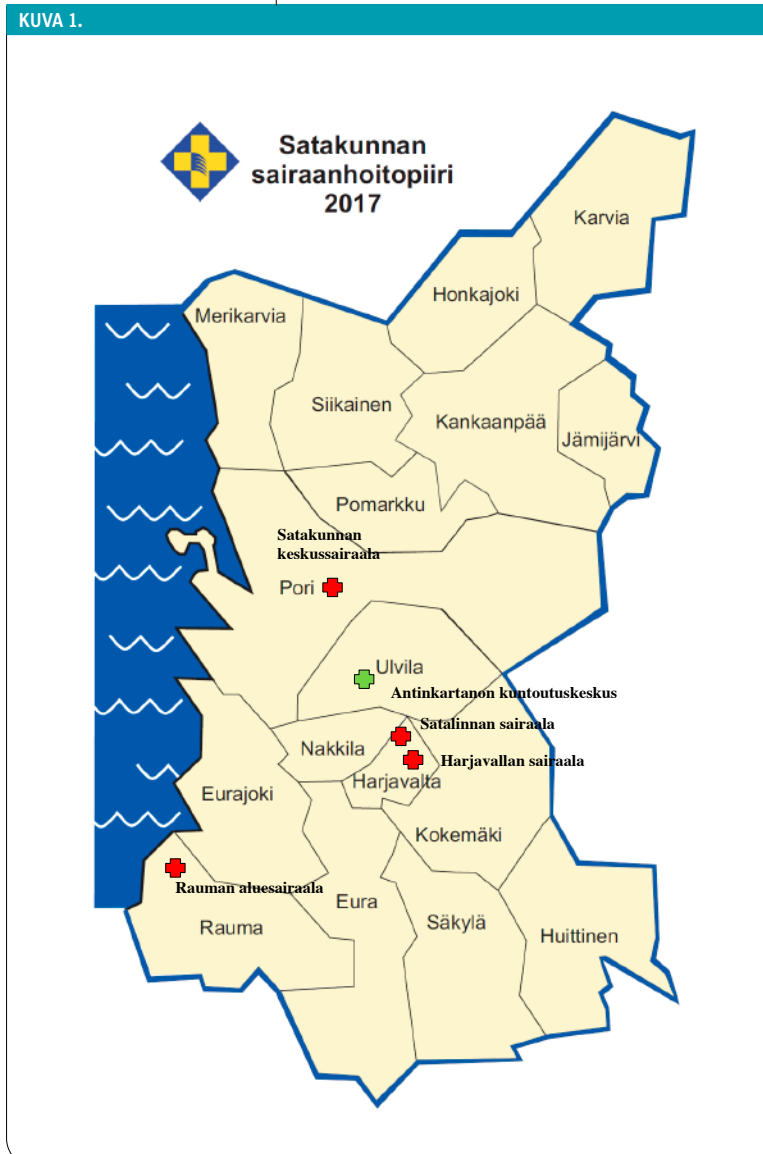 KUVA 1.
Satakunnan
sairaanhoitopiiri
2017
Karvia
Honkajoki
Merikarvia
Siikainen
Kankaanpää
Jämijärvi
Pomarkku
Satakunnan
keskussairaala
Pori
Ulvila
Antinkartanon kuntoutuskeskus
Satalinnan sairaala
Nakkila
Harjavallan sairaala
Harjavalta
Eurajoki
Kokemäki
Rauman aluesairaala
Eura
Säkylä
Rauma
Huittinen